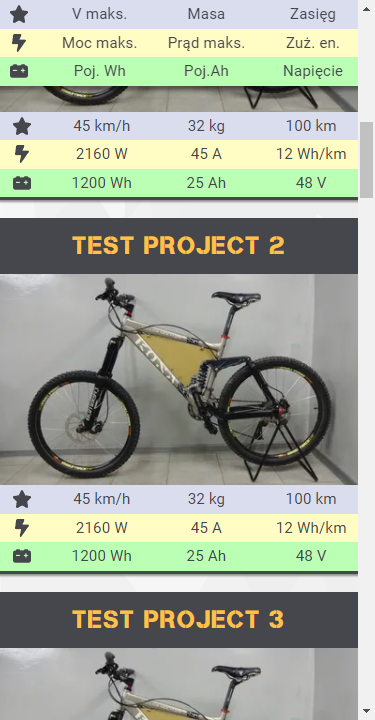 V maks. Masa Zasięg
Moc maks. Prąd maks. Zuż. en.
Poj. Wh Poj.Ah Napięcie
45 km/h 32 kg 100 km
2160 W 45 A 12 Wh/km
1200 Wh 25 Ah 48 V
TEST PROJECT 2
KONA
45 km/h 32 kg 100 km
2160 W 45 A 12 Wh/km
1200 Wh 25 Ah 48 V
TEST PROJECT 3